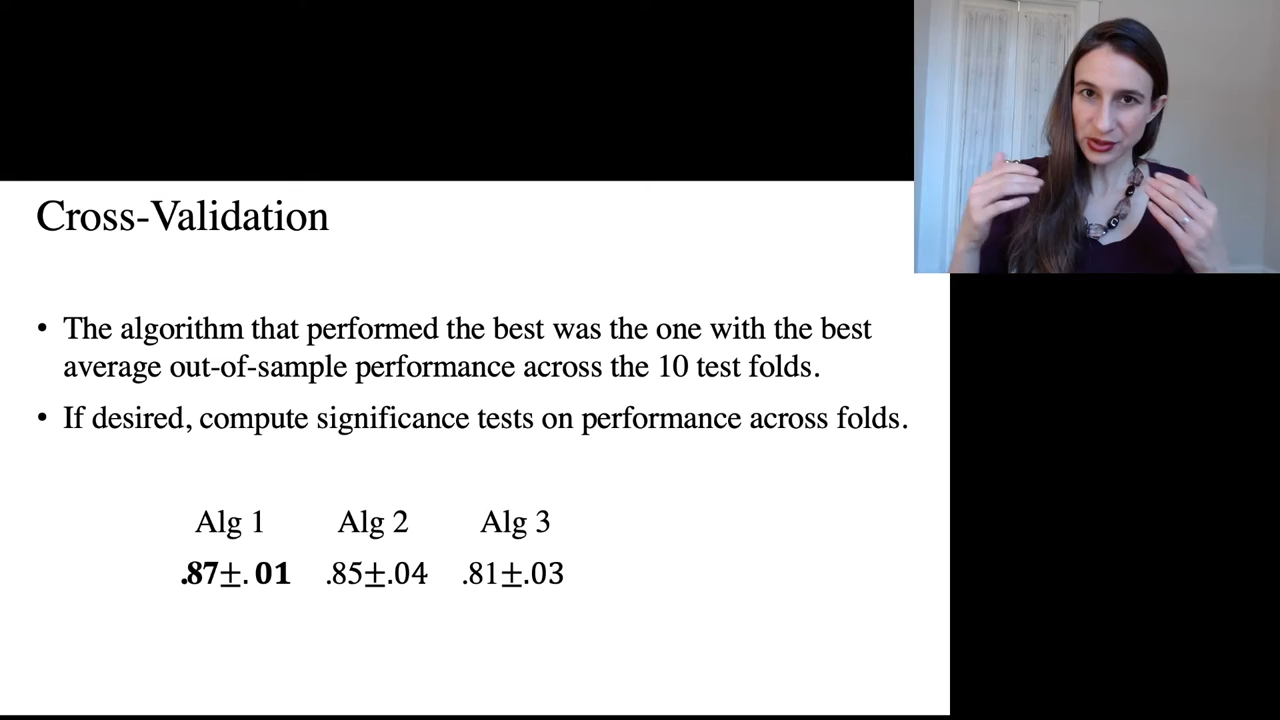 Cross-Validation
• The algorithm that performed the best was the one with the best
average out-of-sample performance across the 10 test folds.
• If desired, compute significance tests on performance across folds.
Alg 1 Alg 2 Alg 3
.87±.01 .85±.04 .81±.03